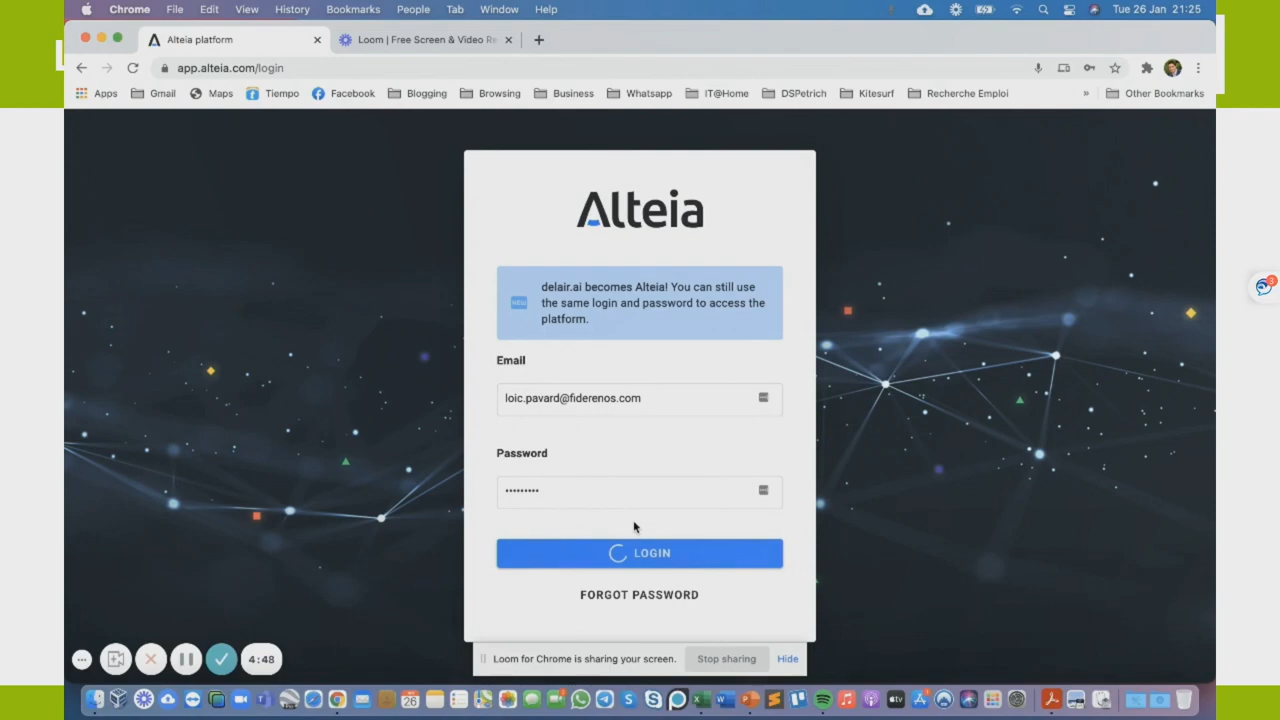 Chrome File Edit View History Bookmarks People Tab Window Help Tue 26 Jan 21:25
Alteia platform Loom | Free Screen & Video Re
app.alteia.com/login
Apps Gmail Maps Tiempo Facebook Blogging Browsing Business Whatsapp IT@Home DSPetrich Kitesurf Recherche Emploi » Other Bookmarks
Alteia
delair.ai becomes Alteia! You can still use
NEW the same login and password to access the
platform.
3
Email
loic.pavard@fiderenos.com
Password
•••••••••
LOGIN
FORGOT PASSWORD
4:48 Loom for Chrome is sharing your screen. Stop sharing Hide
26